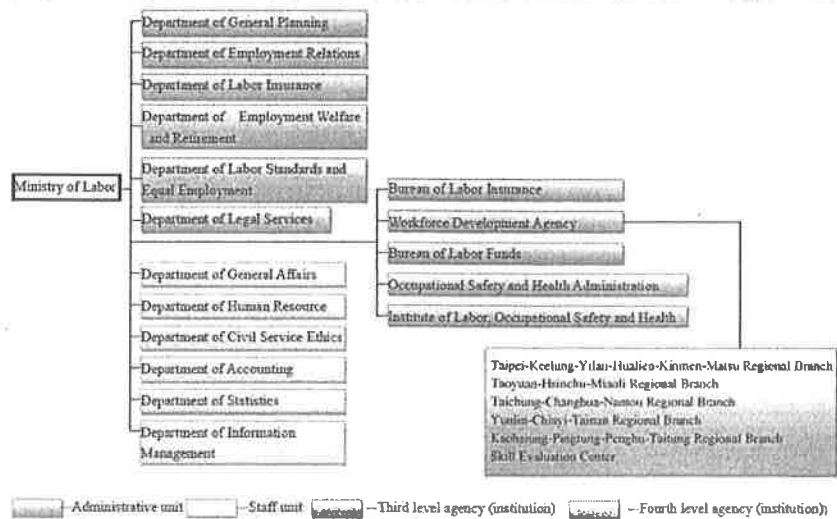 Department of General Planning
Department of Employment Relations
Department of Labor Insurance
Department of Employment Welfare
and Retirement
Ministry of Labor
Department of Labor Standards and
Equal Employment
Department of Legal Services
Bureau of Labor Insurance
Workforce Development Agency
Bureau of Labor Funds
Occupational Safety and Health Administration
Institute of Labor, Occupational Safety and Health
Department of General Affairs
Department of Human Resource
Department of Civil Service Ethics
Department of Accounting
Department of Statistics
Department of Information
Management
Taipei-Keelung-Yilan-Hualien-Kinmen-Matsu Regional Branch
Taoyuan-Hsinchu-Miaoli Regional Branch
Taichung-Changhua-Nantou Regional Branch
Yunlin-Chiayi-Tainan Regional Branch
Kaohsiung-Pingtung-Penghu-Taitung Regional Branch
Skill Evaluation Center
Administrative unit
Staff unit
Third level agency (institution)
Fourth level agency (institution))